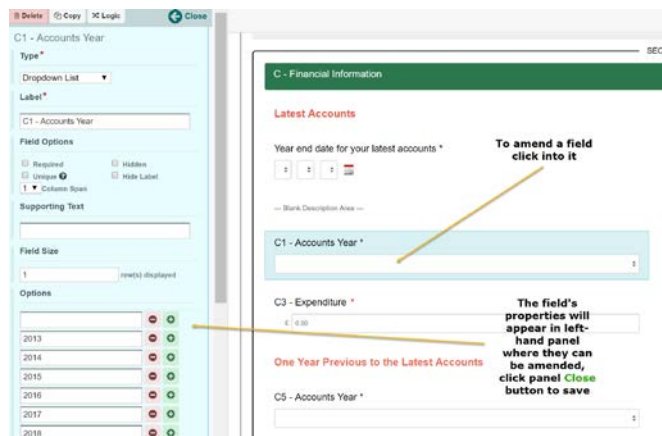 Delete Copy Logic Close
C1 - Accounts Year
Type*
Dropdown List
Label*
C1 - Accounts Year
Field Options
Required Hidden
Unique Hide Label
1 Column Span
Supporting Text
Field Size
1 row(s) displayed
Options
2013
2014
2015
2016
2017
2018
SEC
C - Financial Information
Latest Accounts
Year end date for your latest accounts *
--- Blank Description Area ---
C1 - Accounts Year *
C3 - Expenditure *
£ 0.00
One Year Previous to the Latest Accounts
C5 - Accounts Year *
To amend a field
click into it
The field's
properties will
appear in left-
hand panel
where they can
be amended,
click panel Close
button to save